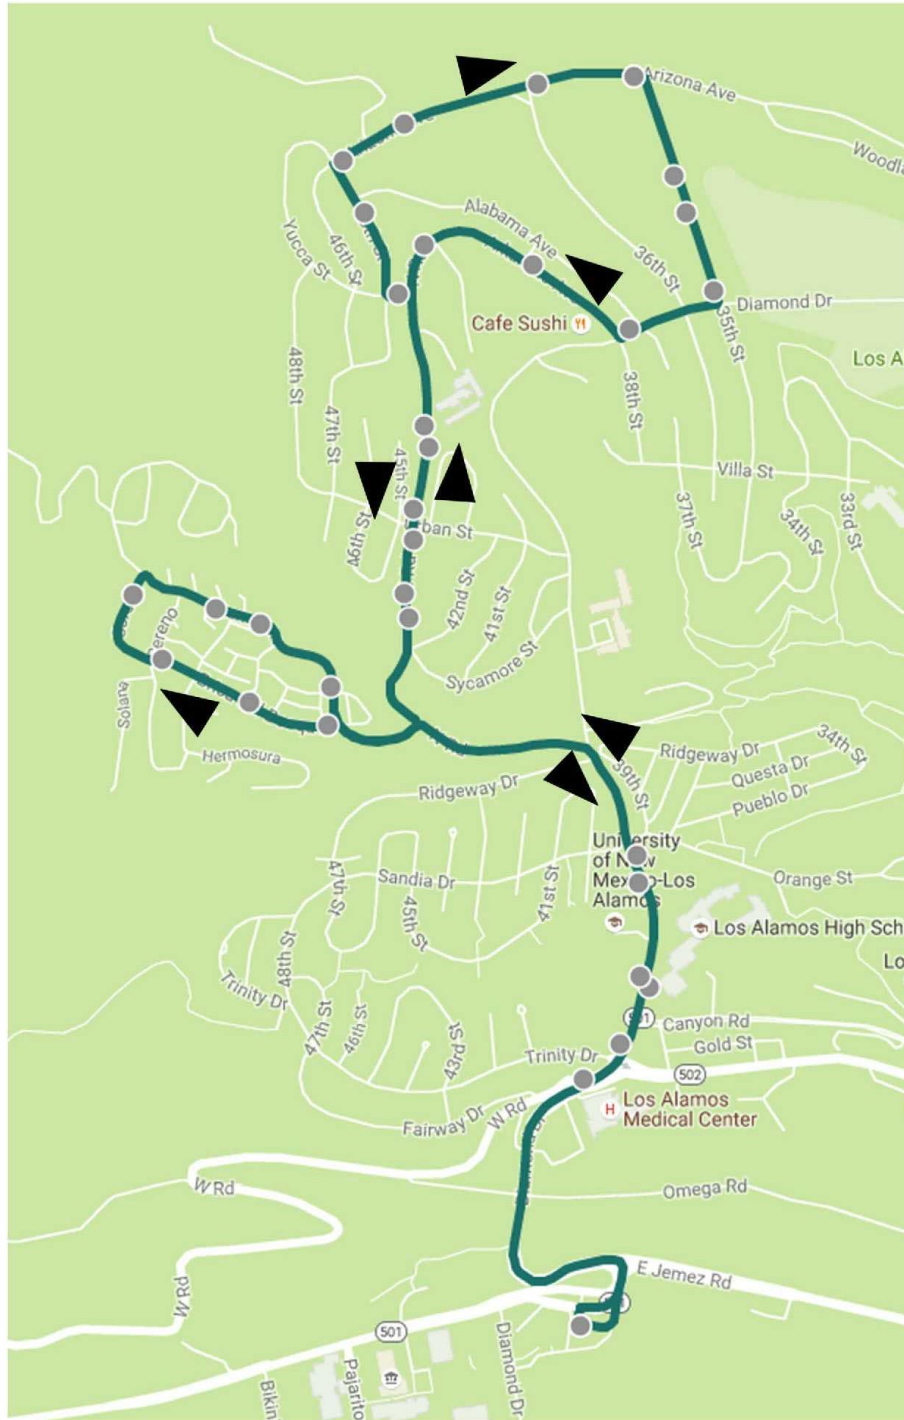 Arizona Ave
Woodla
Alabama Ave
Yucca St
46th St
36th St
Diamond Dr
Cafe Sushi
35th St
Los A
48th St
47th St
38th St
45th St
Villa St
46th St
37th St
34th St
33rd St
42nd St
41st St
Sycamore St
Solana
Hermosura
Ridgeway Dr
34th St
39th St
Questa Dr
Ridgeway Dr
Pueblo Dr
University
of New
Mexico-Los
Alamos
47th St
Sandia Dr
41st St
Orange St
45th St
Los Alamos High Sch
48th St
Lo
Trinity Dr
47th St
46th St
43rd St
Canyon Rd
Gold St
Trinity Dr
502
Los Alamos
Medical Center
Fairway Dr
W Rd
W Rd
Omega Rd
W Rd
E Jemez Rd
501
Diamond Dr
Pajarito
Bikin